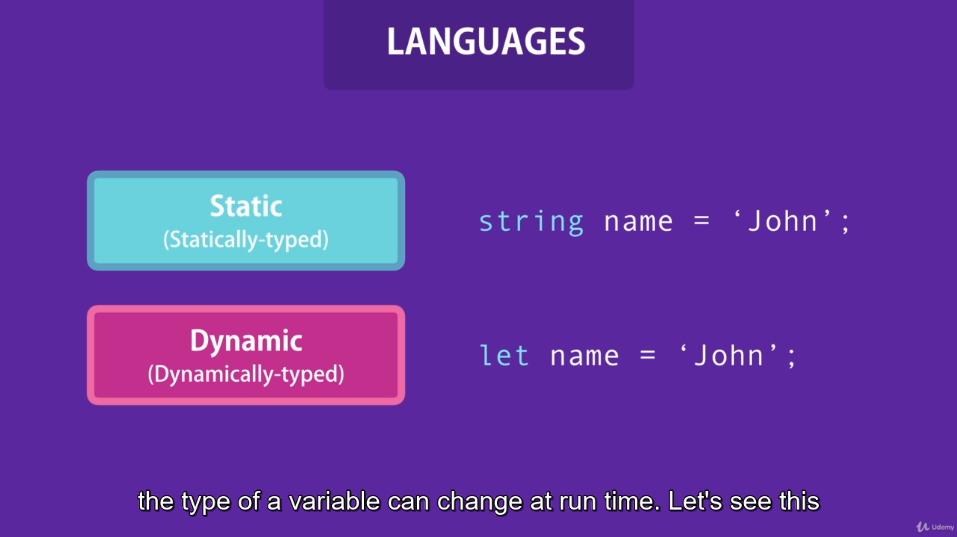 LANGUAGES
Static
(Statically-typed)
string name = ‘John’;
Dynamic
(Dynamically-typed)
let name = ‘John’;
the type of a variable can change at run time. Let's see this
Udemy